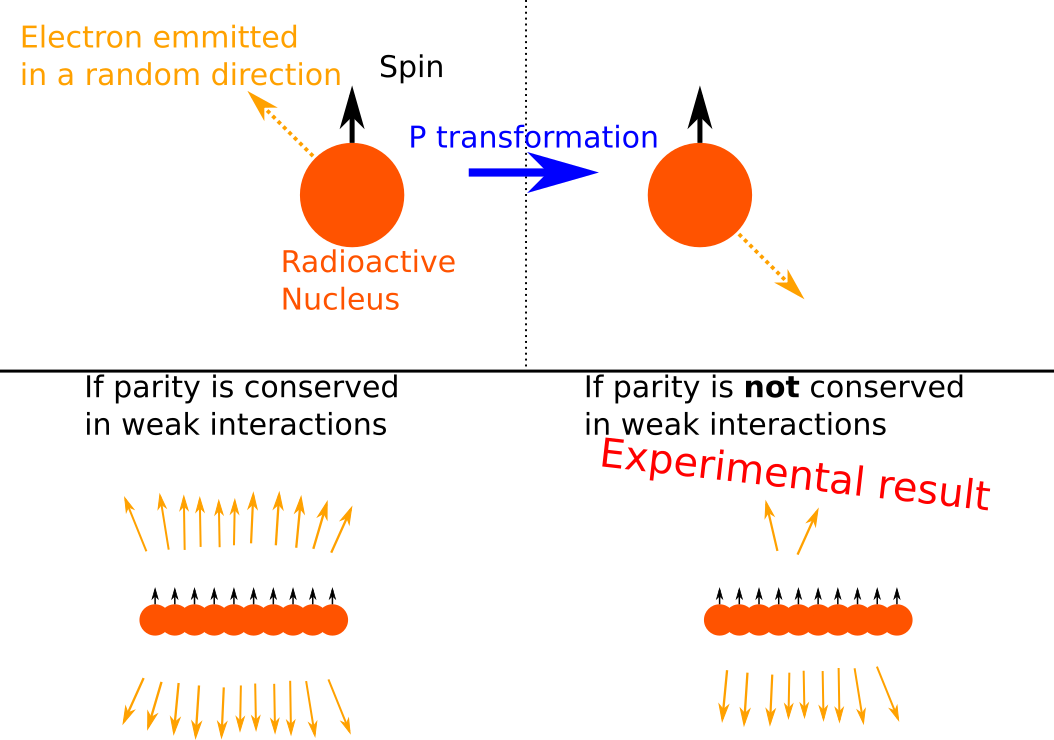 Electron emmitted
in a random direction
Spin
P transformation
Radioactive
Nucleus
If parity is conserved
in weak interactions
If parity is not conserved
in weak interactions
Experimental result